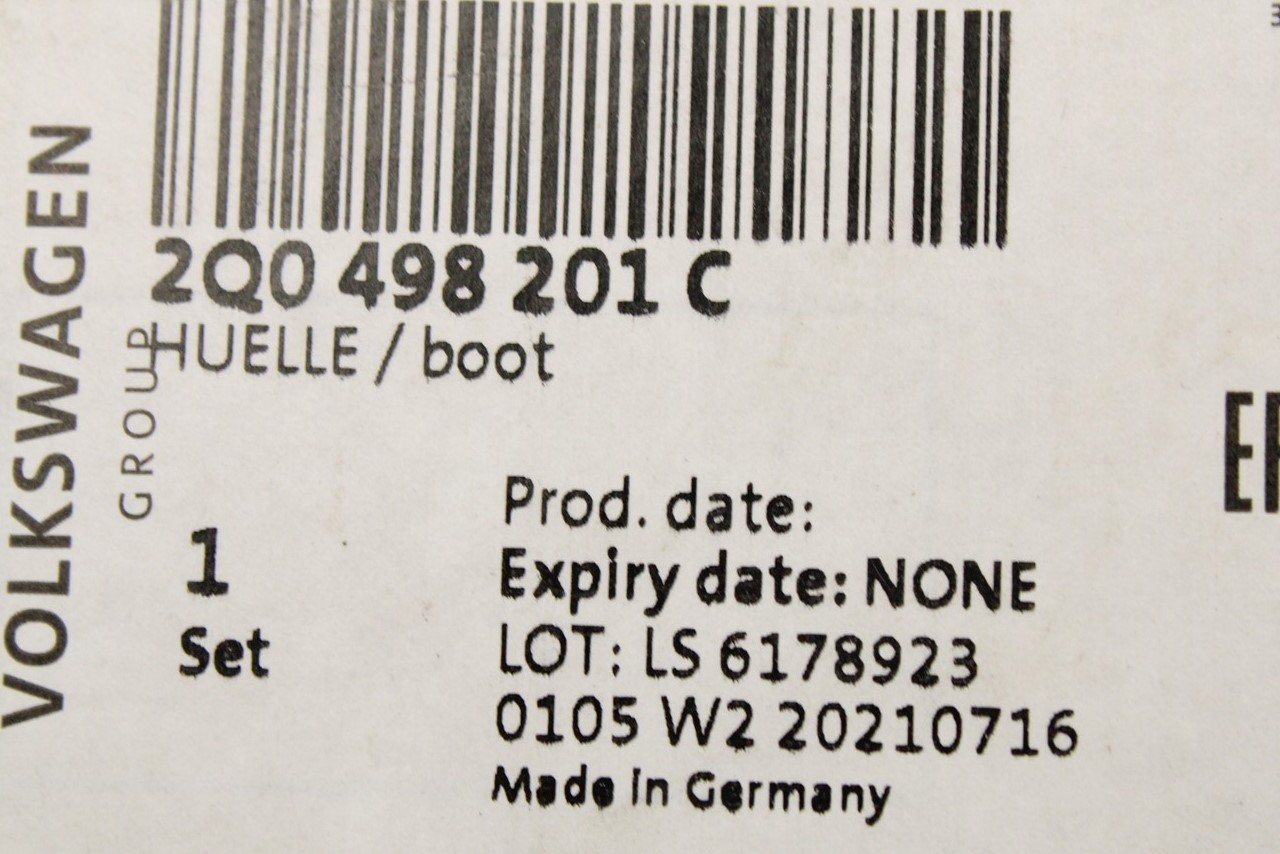 VOLKSWAGEN
GROUP
2Q0 498 201 C
HUELLE / boot
1
Set
Prod. date:
Expiry date: NONE
LOT: LS 6178923
0105 W2 20210716
Made in Germany